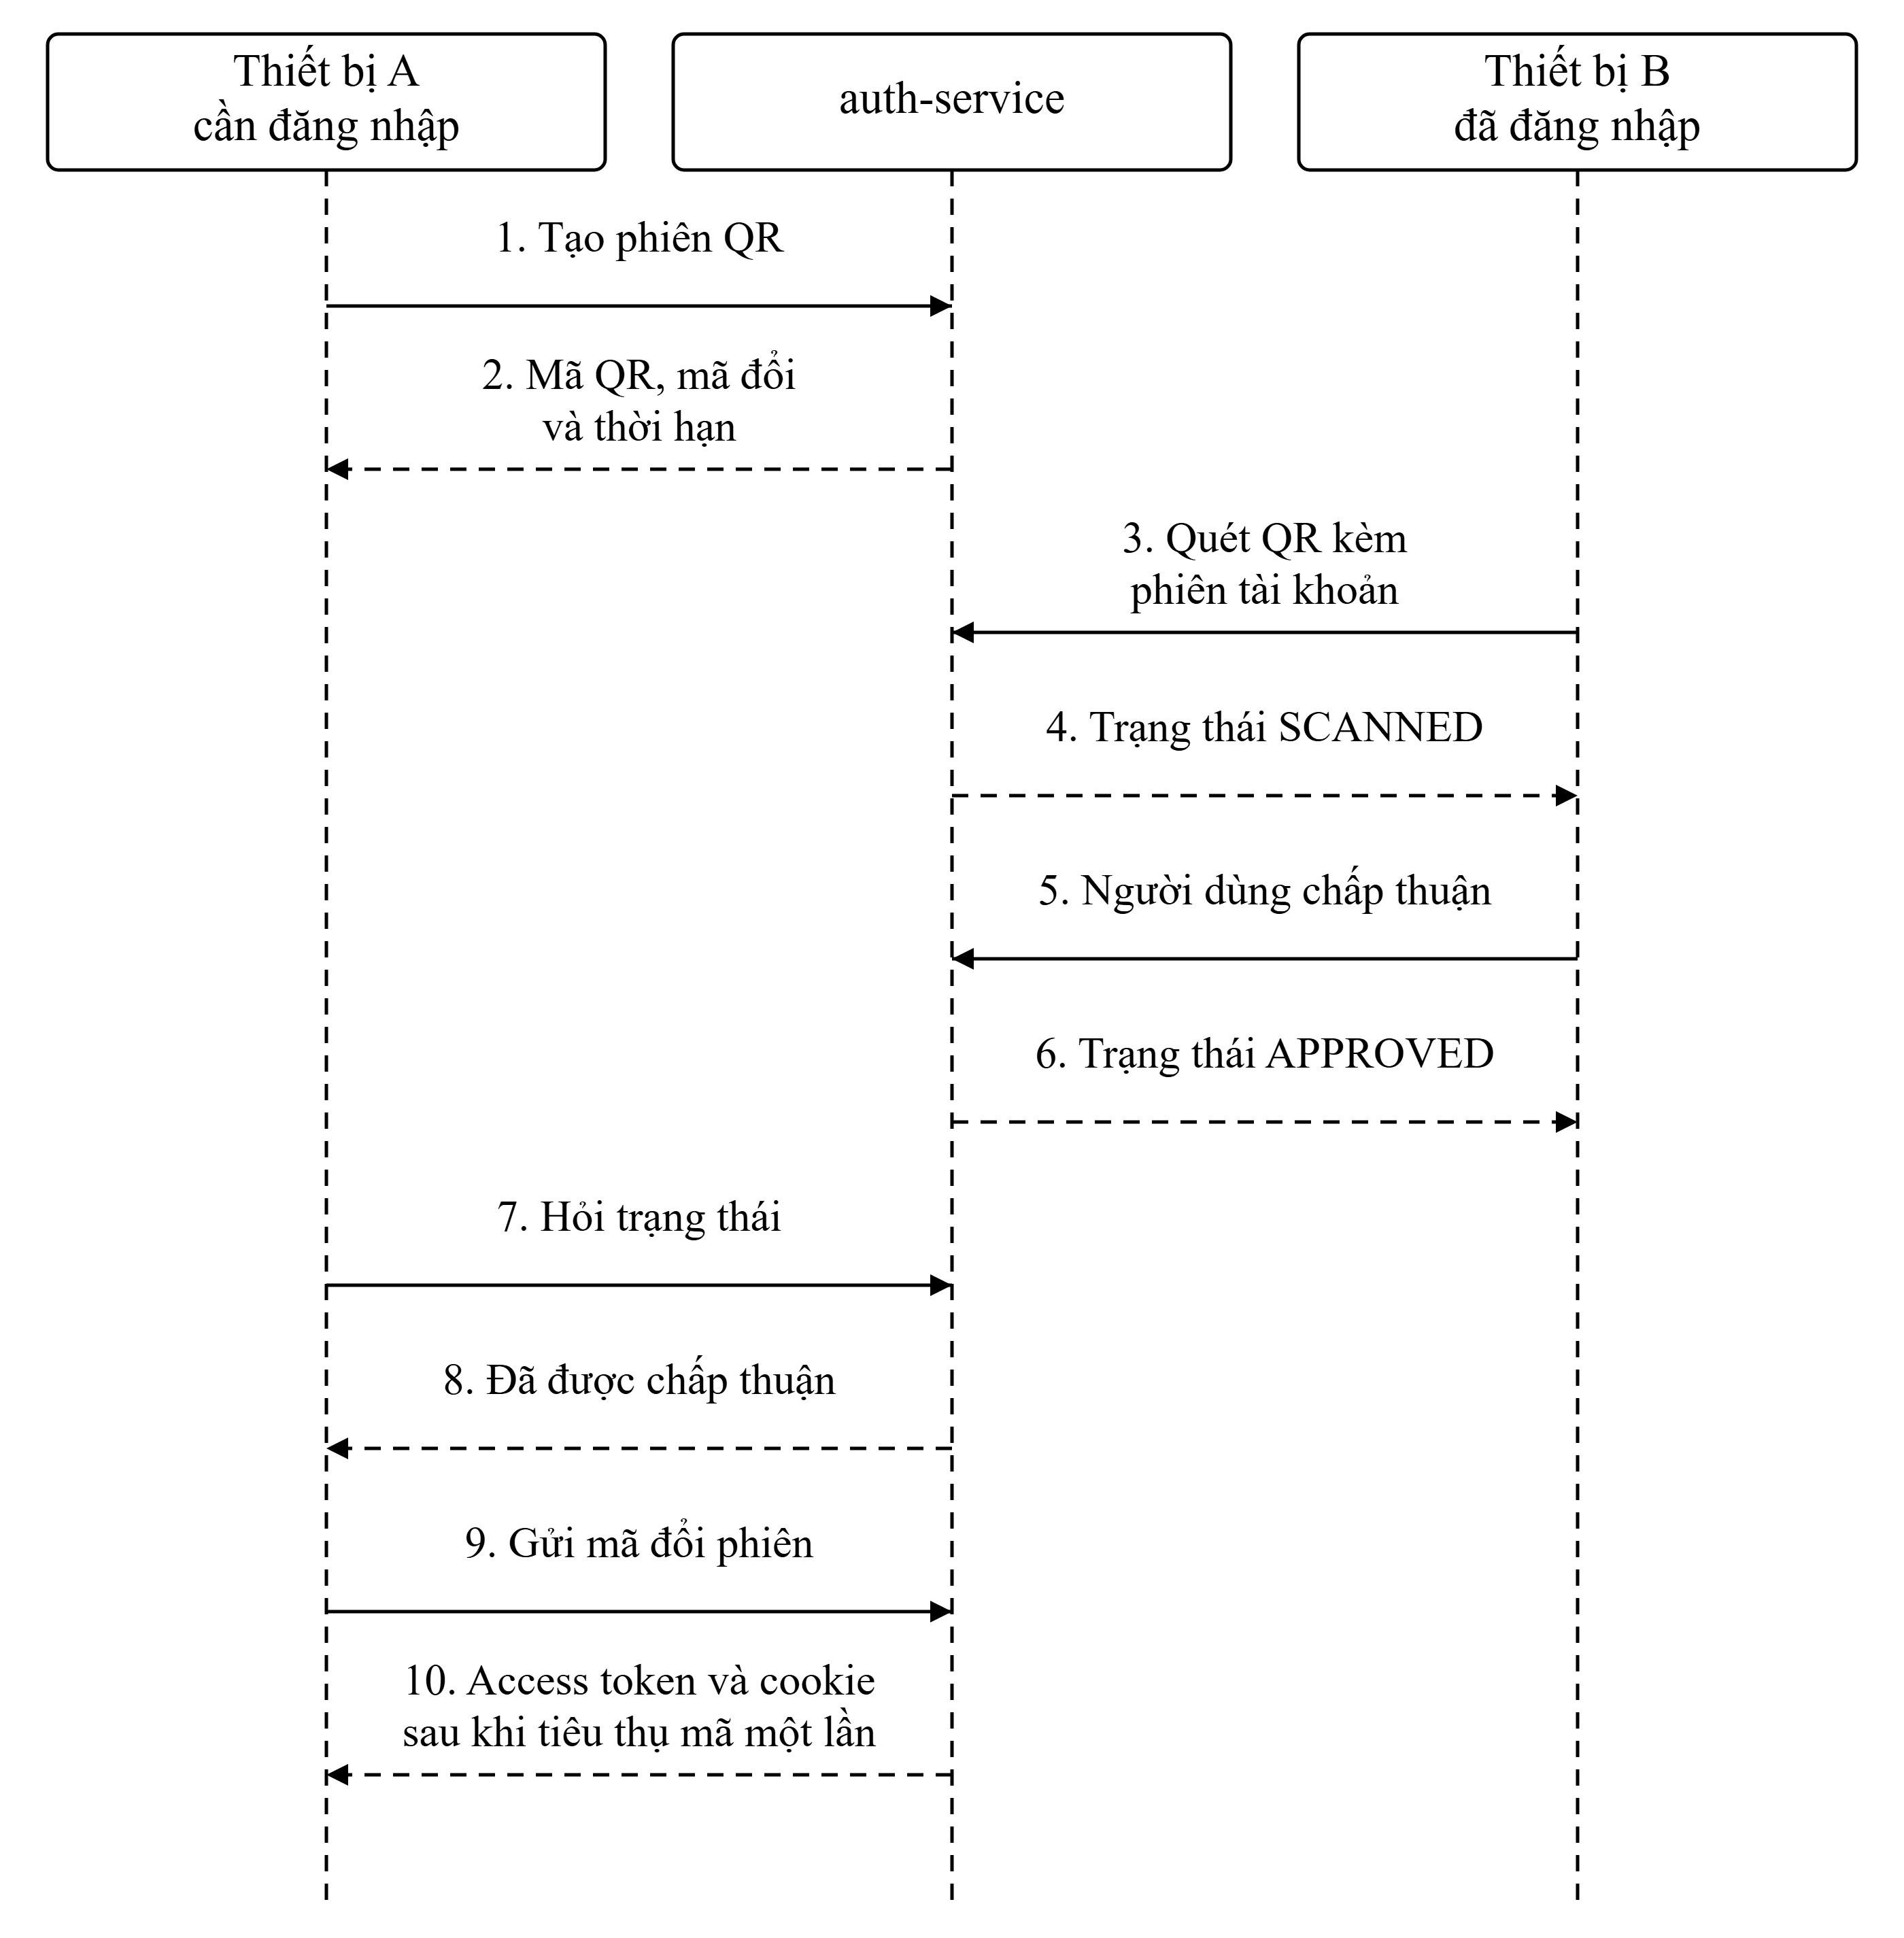 Thiết bị A
cần đăng nhập
auth-service
Thiết bị B
đã đăng nhập
1. Tạo phiên QR
2. Mã QR, mã đổi
và thời hạn
3. Quét QR kèm
phiên tài khoản
4. Trạng thái SCANNED
5. Người dùng chấp thuận
6. Trạng thái APPROVED
7. Hỏi trạng thái
8. Đã được chấp thuận
9. Gửi mã đổi phiên
10. Access token và cookie
sau khi tiêu thụ mã một lần